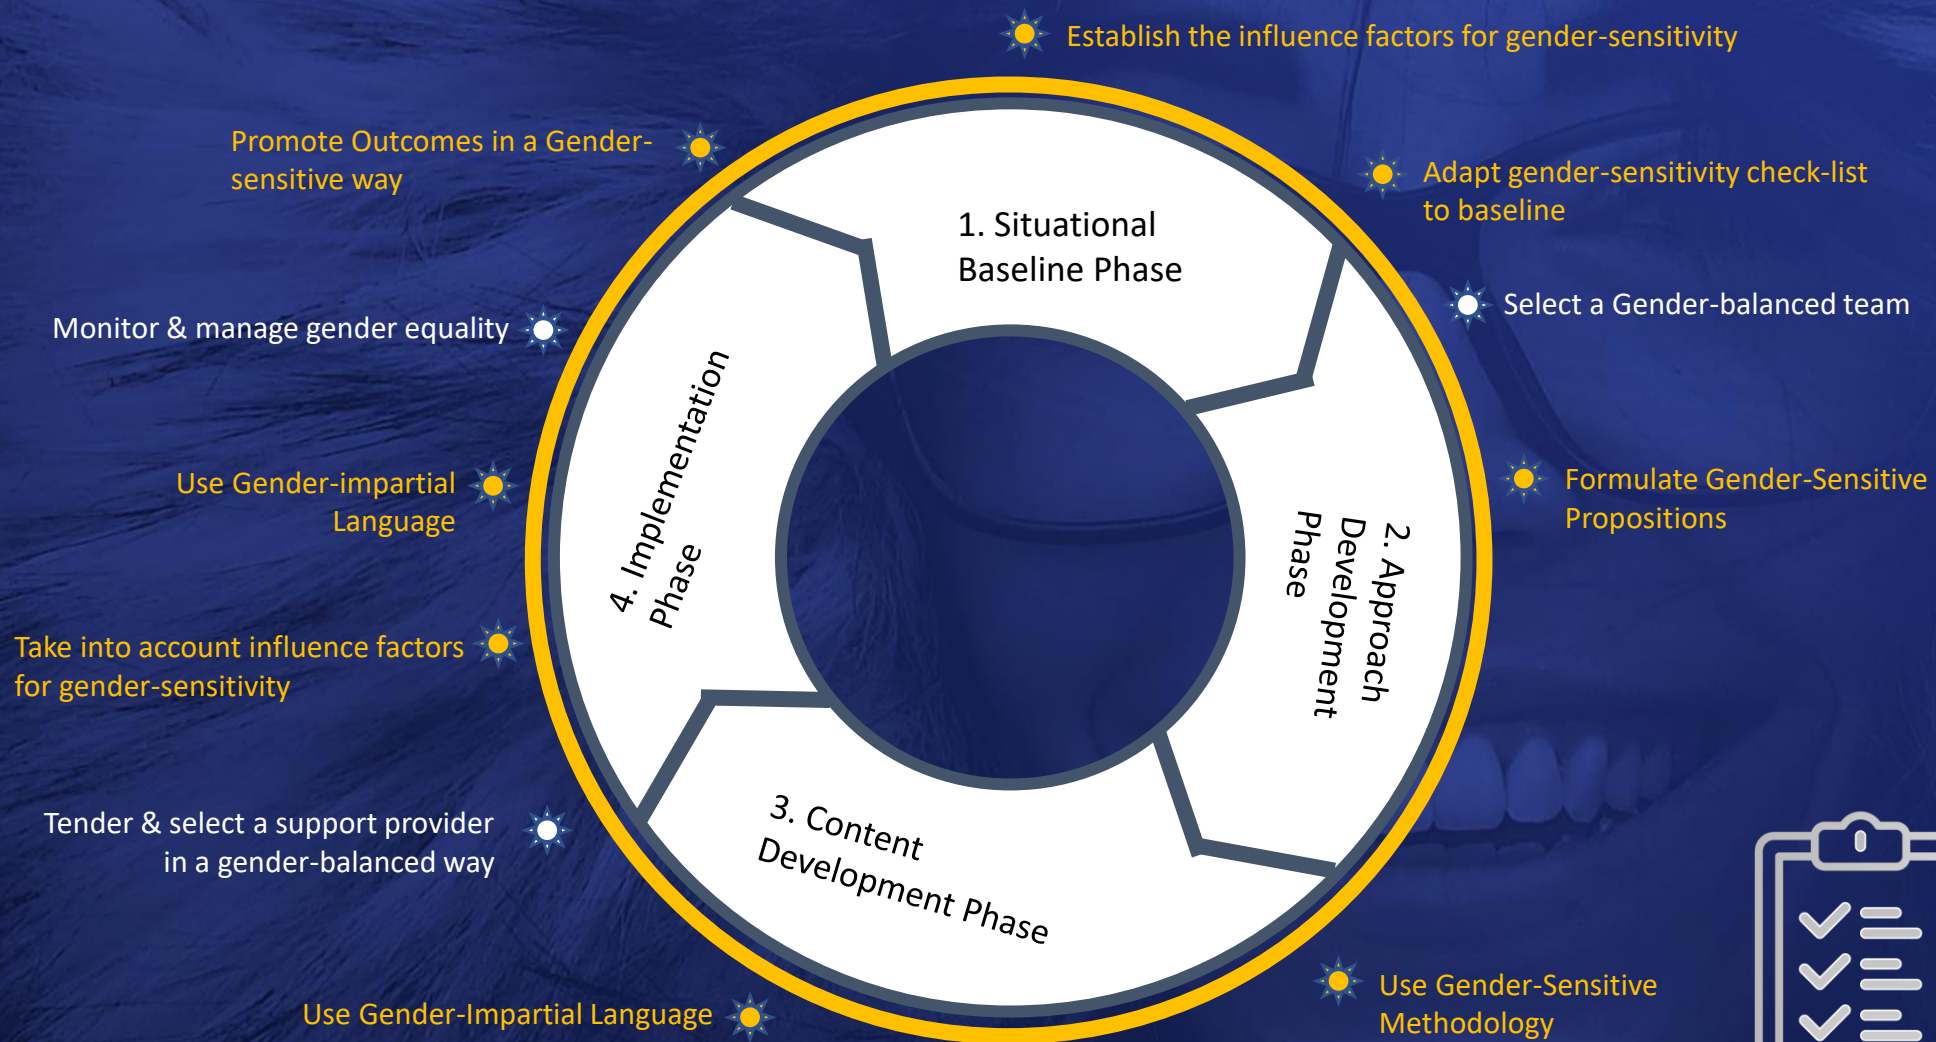 Establish the influence factors for gender-sensitivity
Promote Outcomes in a Gender-
sensitive way
Adapt gender-sensitivity check-list
to baseline
1. Situational
Baseline Phase
Select a Gender-balanced team
Monitor & manage gender equality
4. Implementation
Phase
Use Gender-impartial
Language
Formulate Gender-Sensitive
Propositions
2. Approach
Development
Phase
Take into account influence factors
for gender-sensitivity
Tender & select a support provider
in a gender-balanced way
3. Content
Development Phase
Use Gender-Sensitive
Methodology
Use Gender-Impartial Language